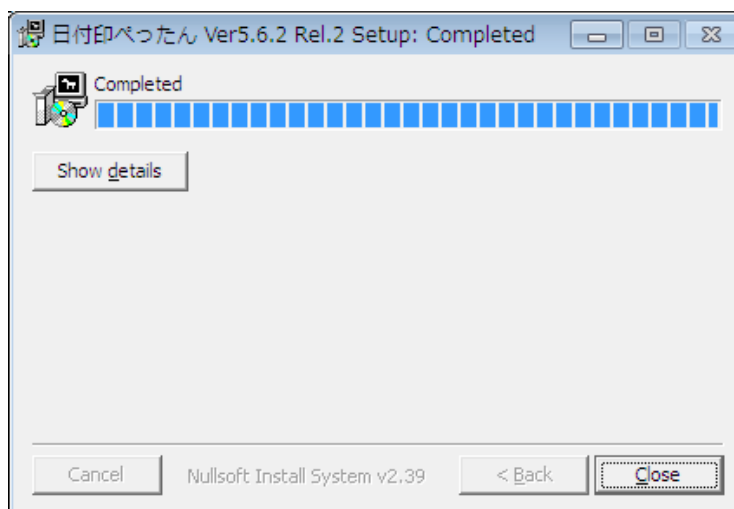 日付印ぺったん Ver5.6.2 Rel.2 Setup: Completed
Completed
Show details
Cancel Nullsoft Install System v2.39 < Back Close